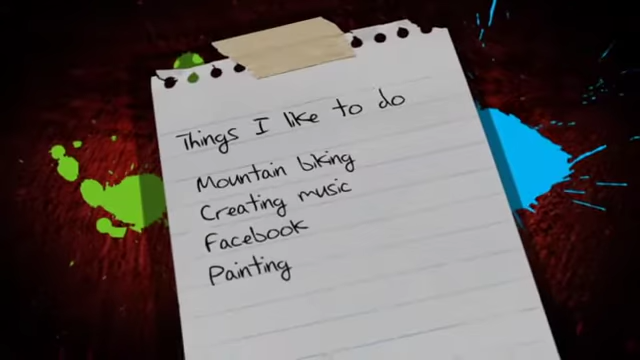 Things I like to do
Mountain biking
Creating music
Facebook
Painting